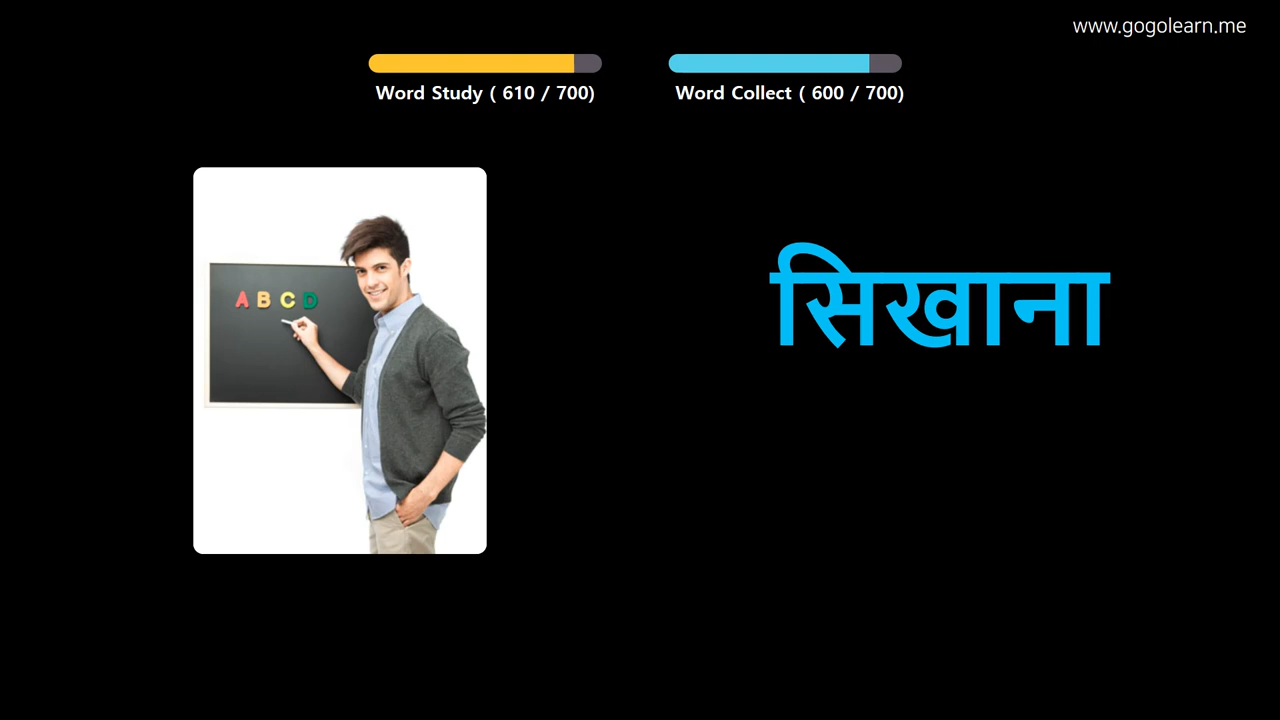 www.gogolearn.me
Word Study ( 610 / 700)
Word Collect ( 600 / 700)
A B C D
सिखाना